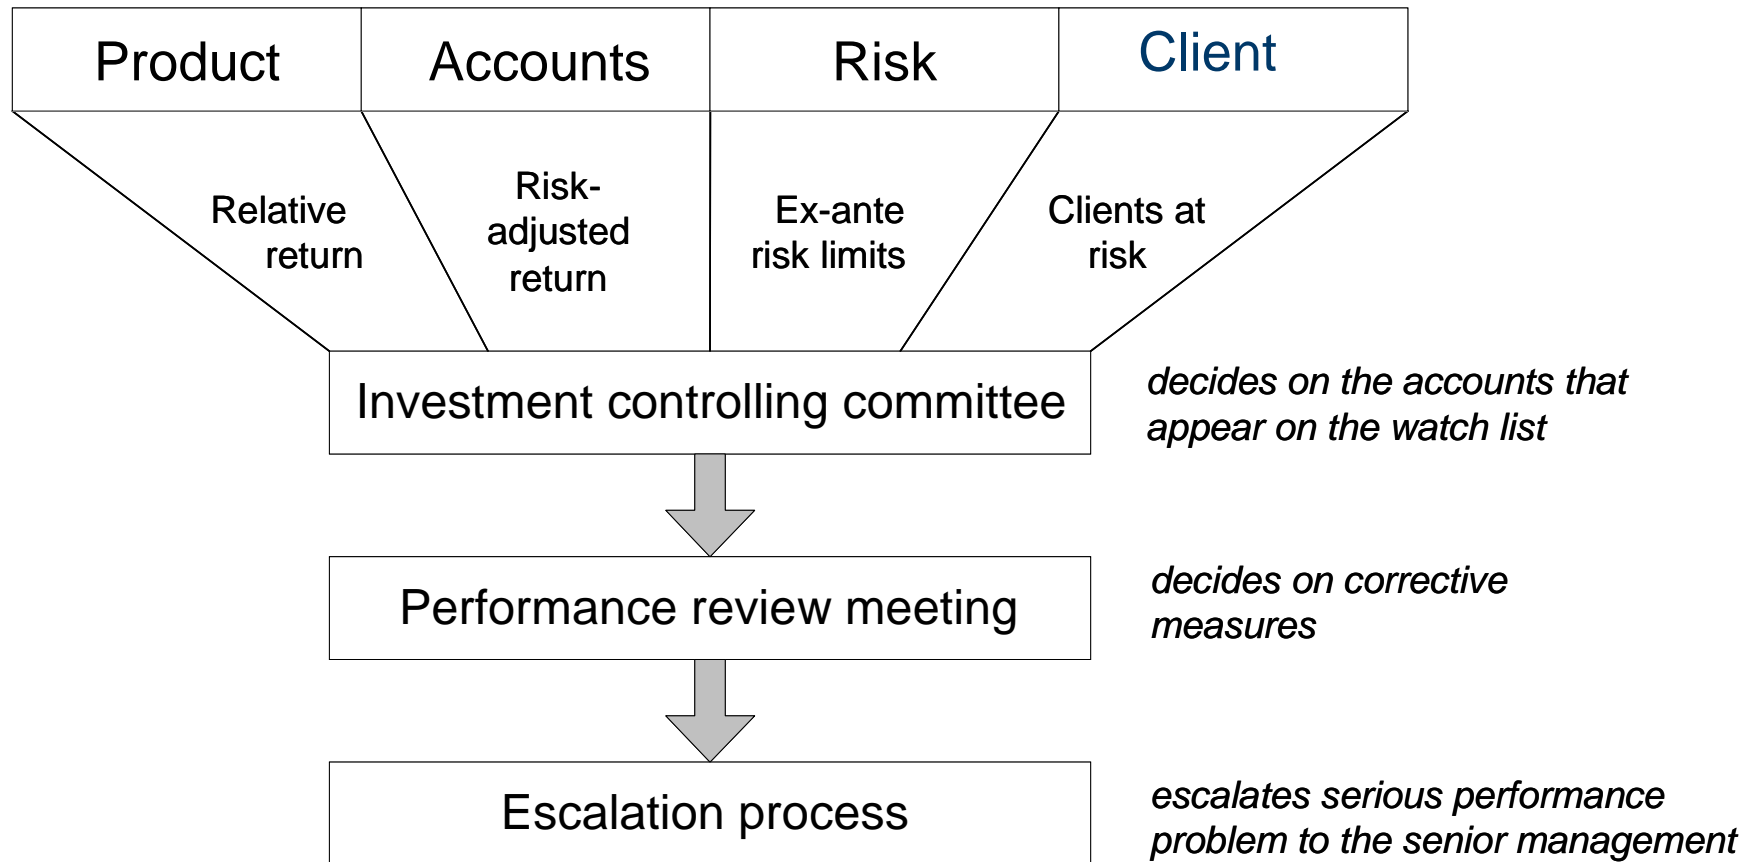 Product
Accounts
Risk
Client
Relative
return
Risk-
adjusted
return
Ex-ante
risk limits
Clients at
risk
Investment controlling committee
decides on the accounts that
appear on the watch list
Performance review meeting
decides on corrective
measures
Escalation process
escalates serious performance
problem to the senior management